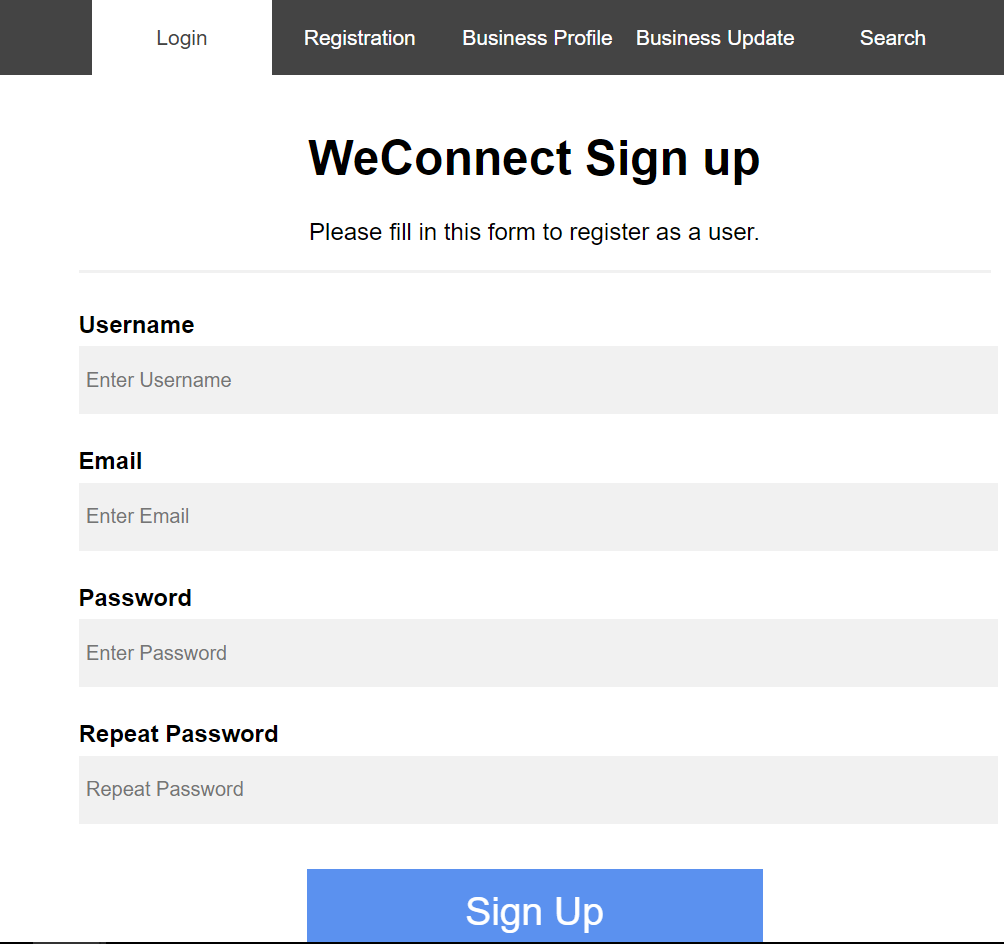 Login Registration Business Profile Business Update Search
WeConnect Sign up
Please fill in this form to register as a user.
Username
Enter Username
Email
Enter Email
Password
Enter Password
Repeat Password
Repeat Password
Sign Up